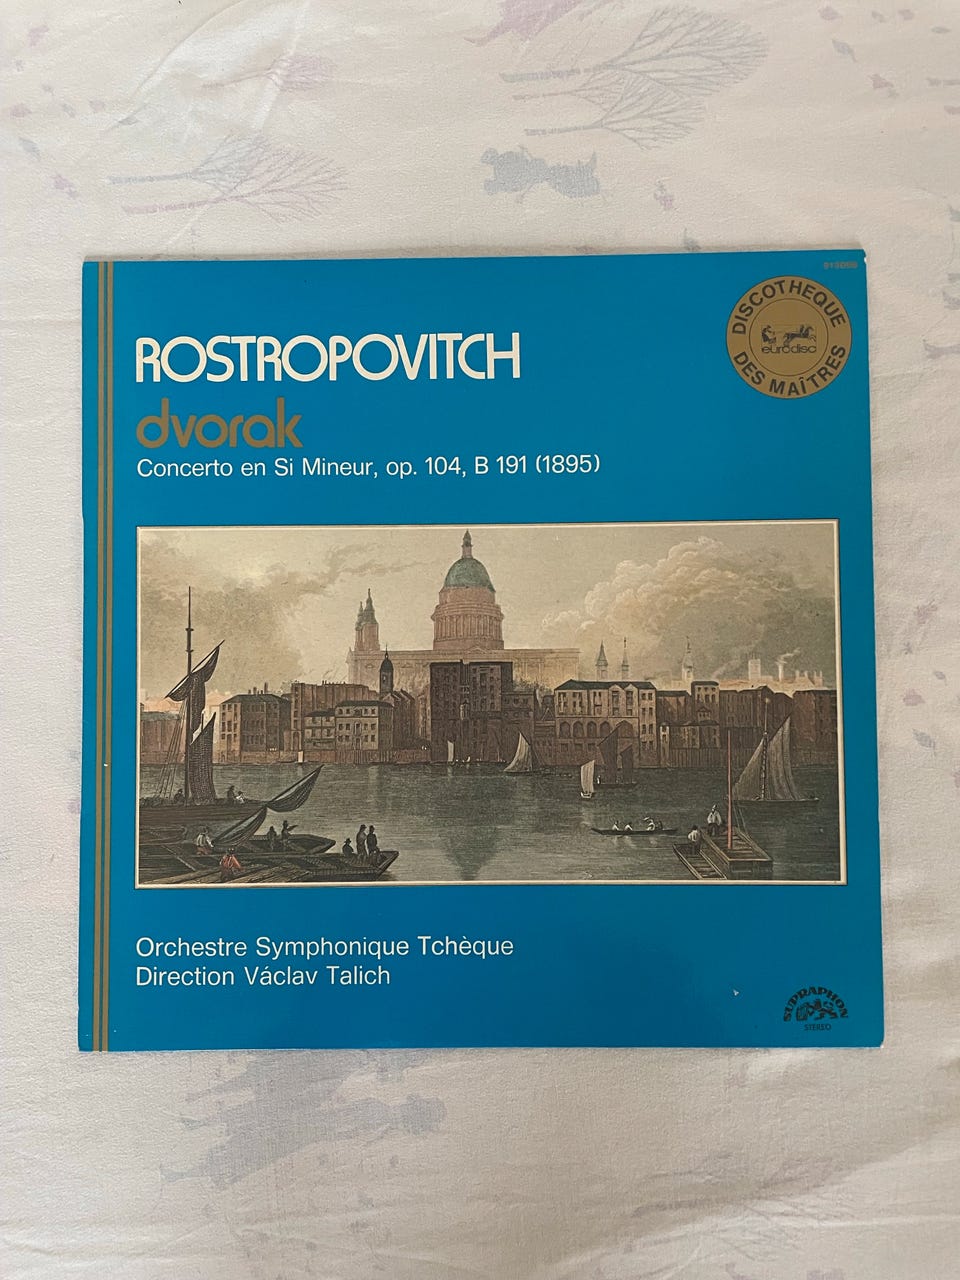 DISCOTHEQUE
eurodisc
DES MAÎTRES
ROSTROPOVITCH
dvorak
Concerto en Si Mineur, op. 104, B 191 (1895)
Orchestre Symphonique Tchèque
Direction Václav Talich
SUPRAPHON
STEREO